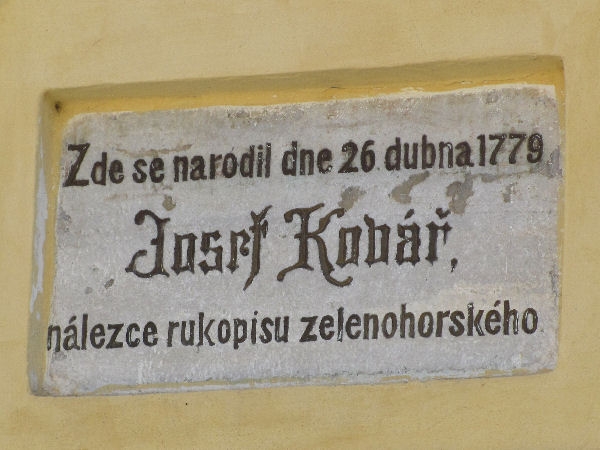 Zde se narodil dne 26 dubna 1779
Josef Kovář,
nálezce rukopisu zelenohorského